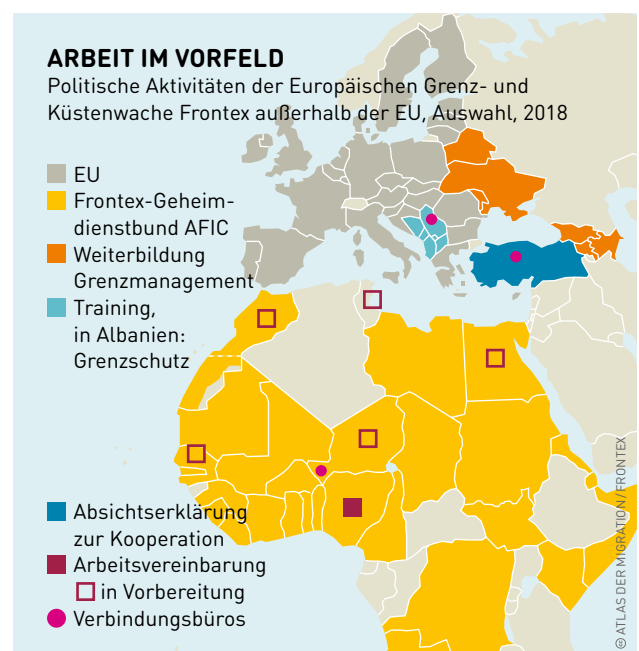 ARBEIT IM VORFELD
Politische Aktivitäten der Europäischen Grenz- und
Küstenwache Frontex außerhalb der EU, Auswahl, 2018
EU
Frontex-Geheim-
dienstbund AFIC
Weiterbildung
Grenzmanagement
Training,
in Albanien:
Grenzschutz
Absichtserklärung
zur Kooperation
Arbeitsvereinbarung
in Vorbereitung
Verbindungsbüros
© ATLAS DER MIGRATION / FRONTEX